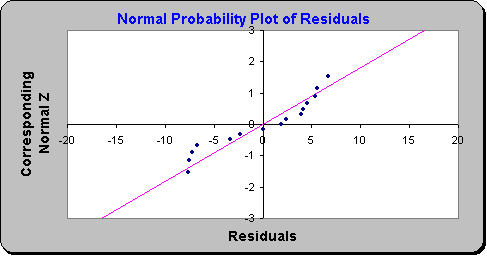 Normal Probability Plot of Residuals
3
2
1
0
-20 -15 -10 -5 0 5 10 15 20
-1
-2
-3
Corresponding
Normal Z
Residuals